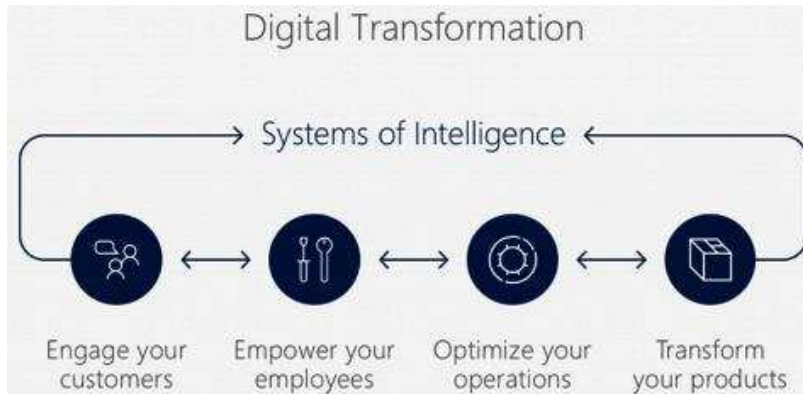 Digital Transformation
Systems of Intelligence
Engage your
customers
Empower your
employees
Optimize your
operations
Transform
your products